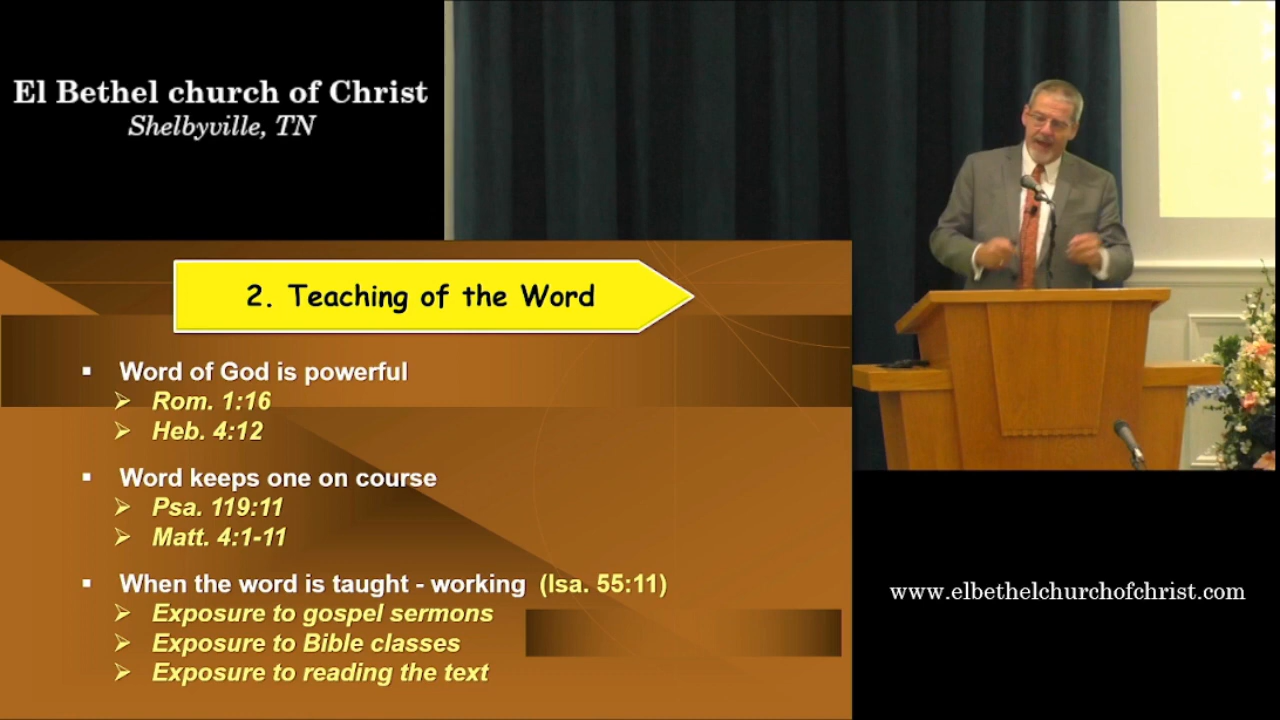 El Bethel church of Christ
Shelbyville, TN
2. Teaching of the Word
▪ Word of God is powerful
➢ Rom. 1:16
➢ Heb. 4:12
▪ Word keeps one on course
➢ Psa. 119:11
➢ Matt. 4:1-11
▪ When the word is taught - working (Isa. 55:11)
➢ Exposure to gospel sermons
➢ Exposure to Bible classes
➢ Exposure to reading the text
www.elbethelchurchofchrist.com